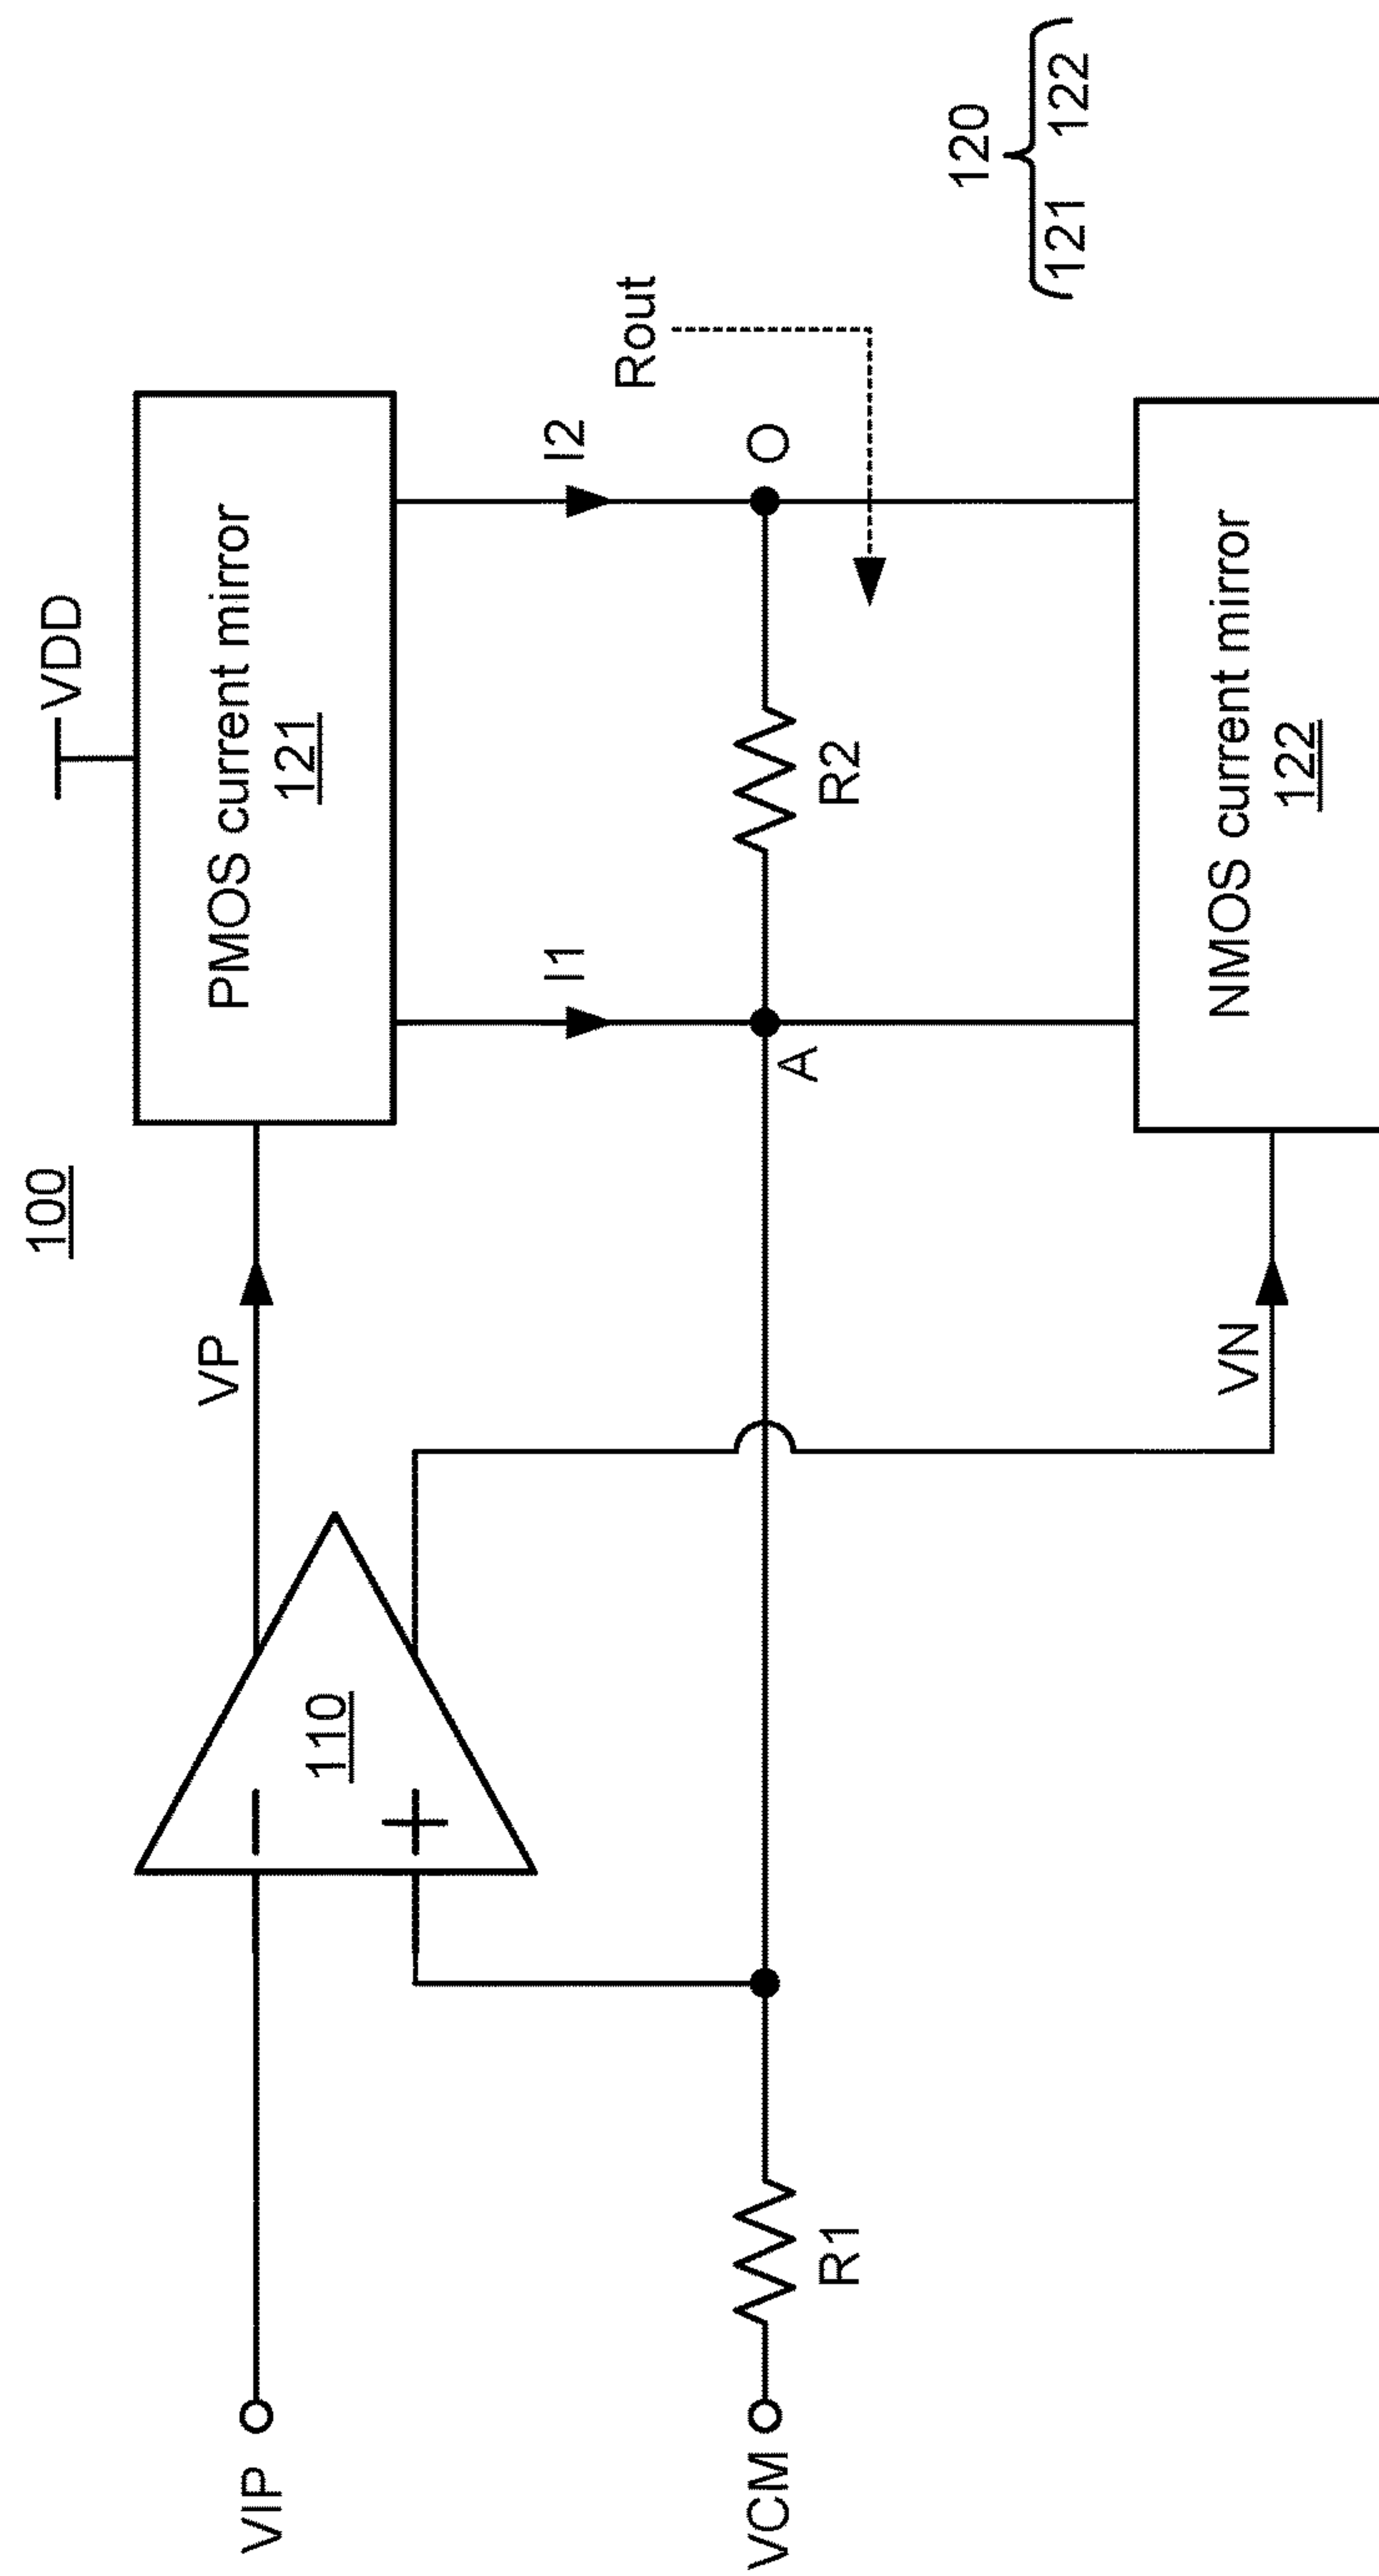 100
VDD
PMOS current mirror
121
VP
I1
I2
VIP
110
−
+
Rout
VCM
R1
A
R2
O
VN
NMOS current mirror
122
120
121 122